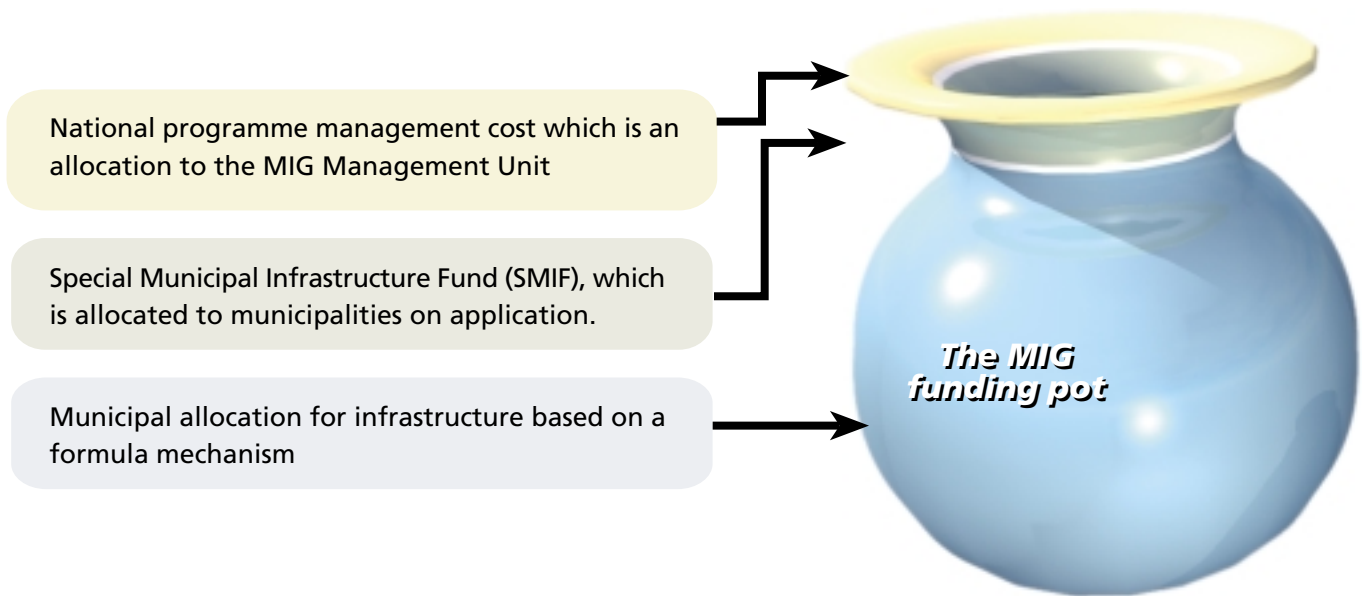 National programme management cost which is an
allocation to the MIG Management Unit
Special Municipal Infrastructure Fund (SMIF), which
is allocated to municipalities on application.
Municipal allocation for infrastructure based on a
formula mechanism
The MIG
funding pot